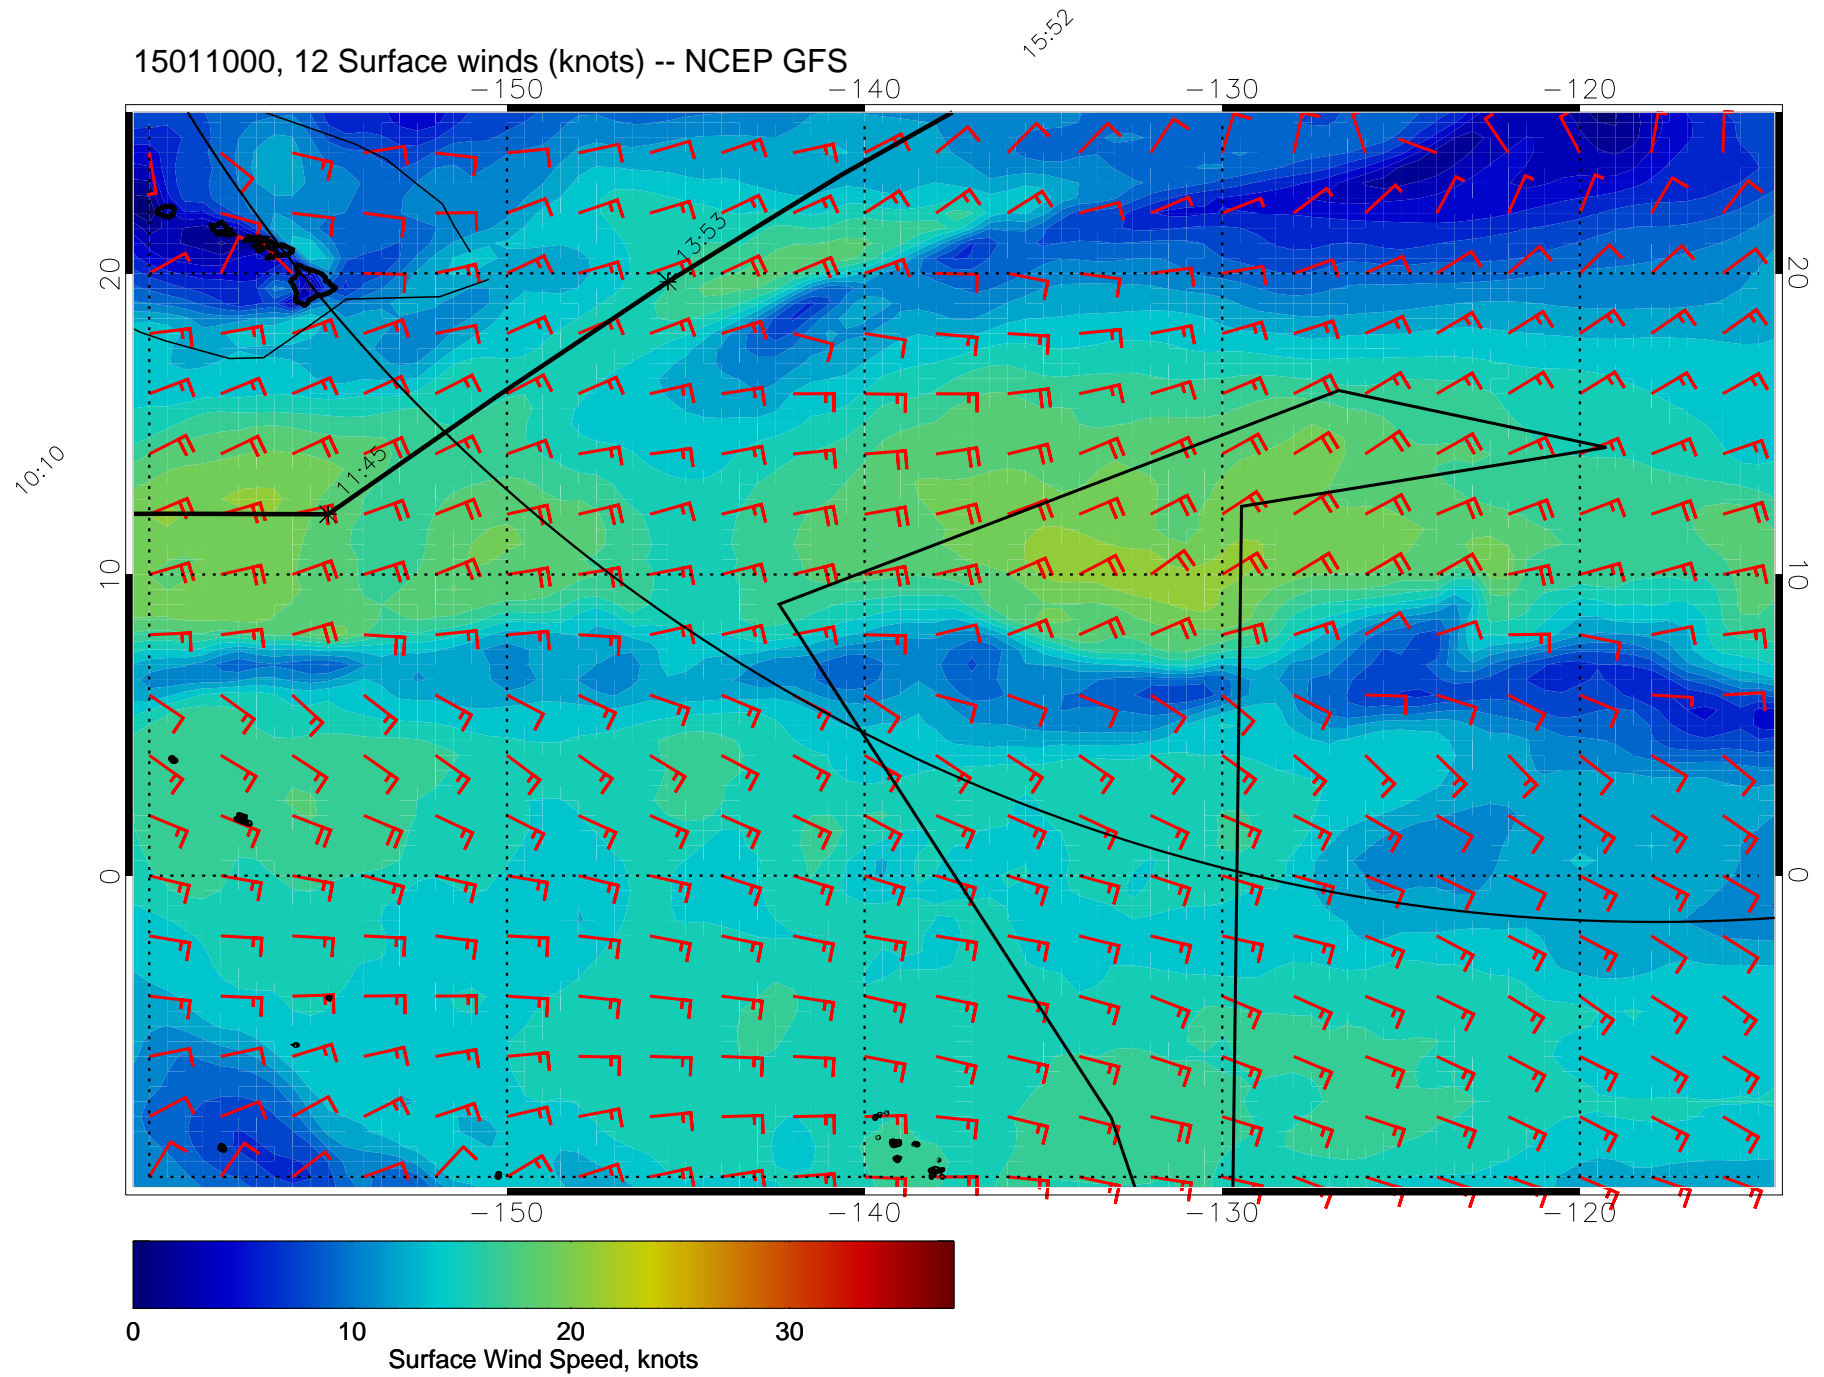 15:52
15011000, 12 Surface winds (knots) -- NCEP GFS
-150 -140 -130 -120
20 20
13:53
11:45
10:10
10 10
0 0
-150 -140 -130 -120
0 10 20 30
Surface Wind Speed, knots